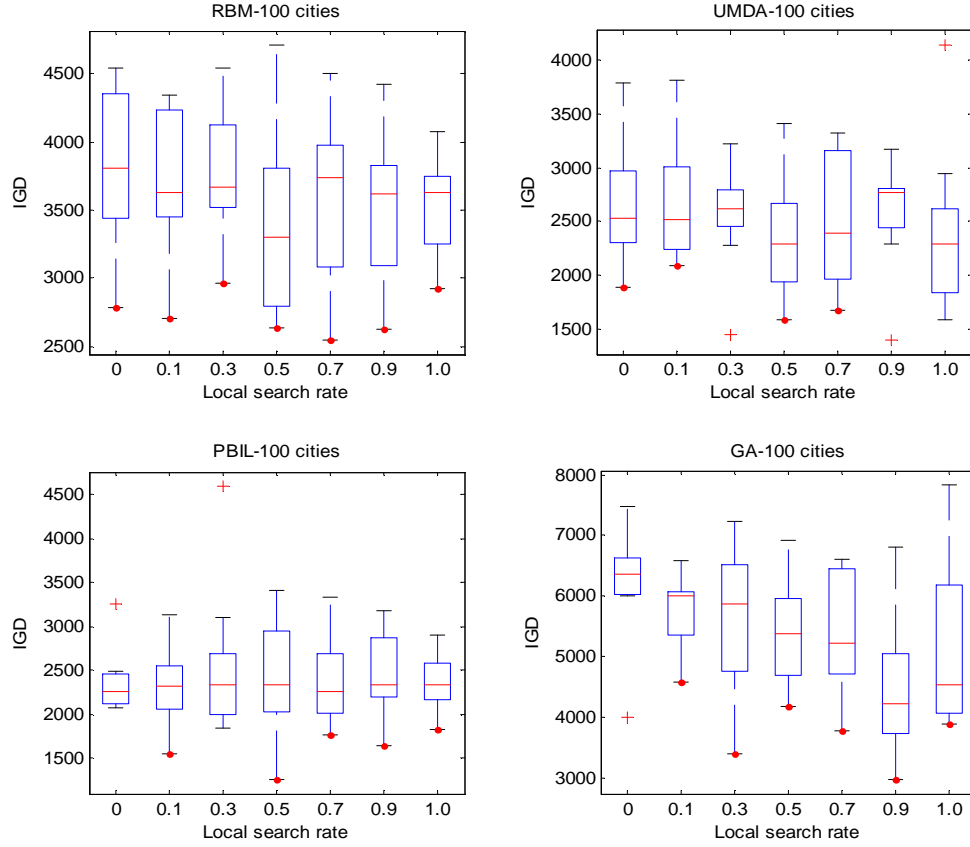 RBM-100 cities
IGD
4500
4000
3500
3000
2500
0 0.1 0.3 0.5 0.7 0.9 1.0
Local search rate
UMDA-100 cities
IGD
4000
3500
3000
2500
2000
1500
0 0.1 0.3 0.5 0.7 0.9 1.0
Local search rate
PBIL-100 cities
IGD
4500
4000
3500
3000
2500
2000
1500
0 0.1 0.3 0.5 0.7 0.9 1.0
Local search rate
GA-100 cities
IGD
8000
7000
6000
5000
4000
3000
0 0.1 0.3 0.5 0.7 0.9 1.0
Local search rate